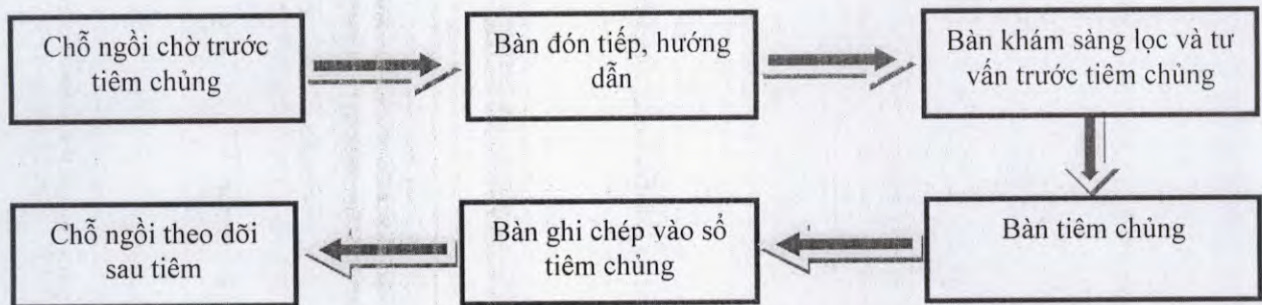 Chỗ ngồi chờ trước
tiêm chủng
Bàn đón tiếp, hướng
dẫn
Bàn khám sàng lọc và tư
vấn trước tiêm chủng
Bàn tiêm chủng
Bàn ghi chép vào sổ
tiêm chủng
Chỗ ngồi theo dõi
sau tiêm